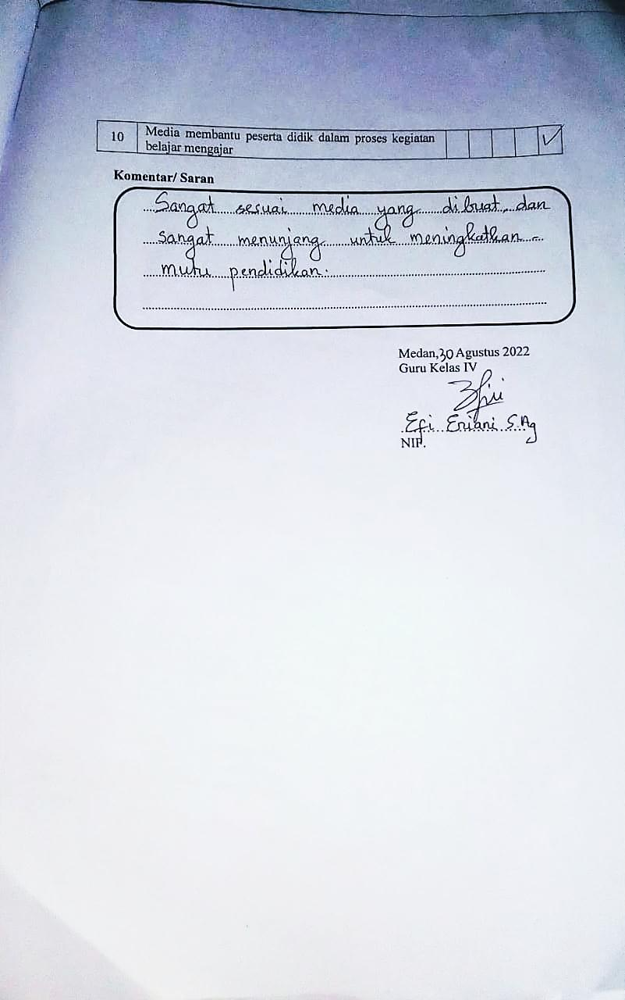 10 Media membantu peserta didik dalam proses kegiatan
belajar mengajar
Komentar/ Saran
Sangat sesuai media yang dibuat, dan
sangat menunjang untuk meningkatkan -
mutu pendidikan.
Medan, 30 Agustus 2022
Guru Kelas IV
Efi Eriani S.Ag
NIP.